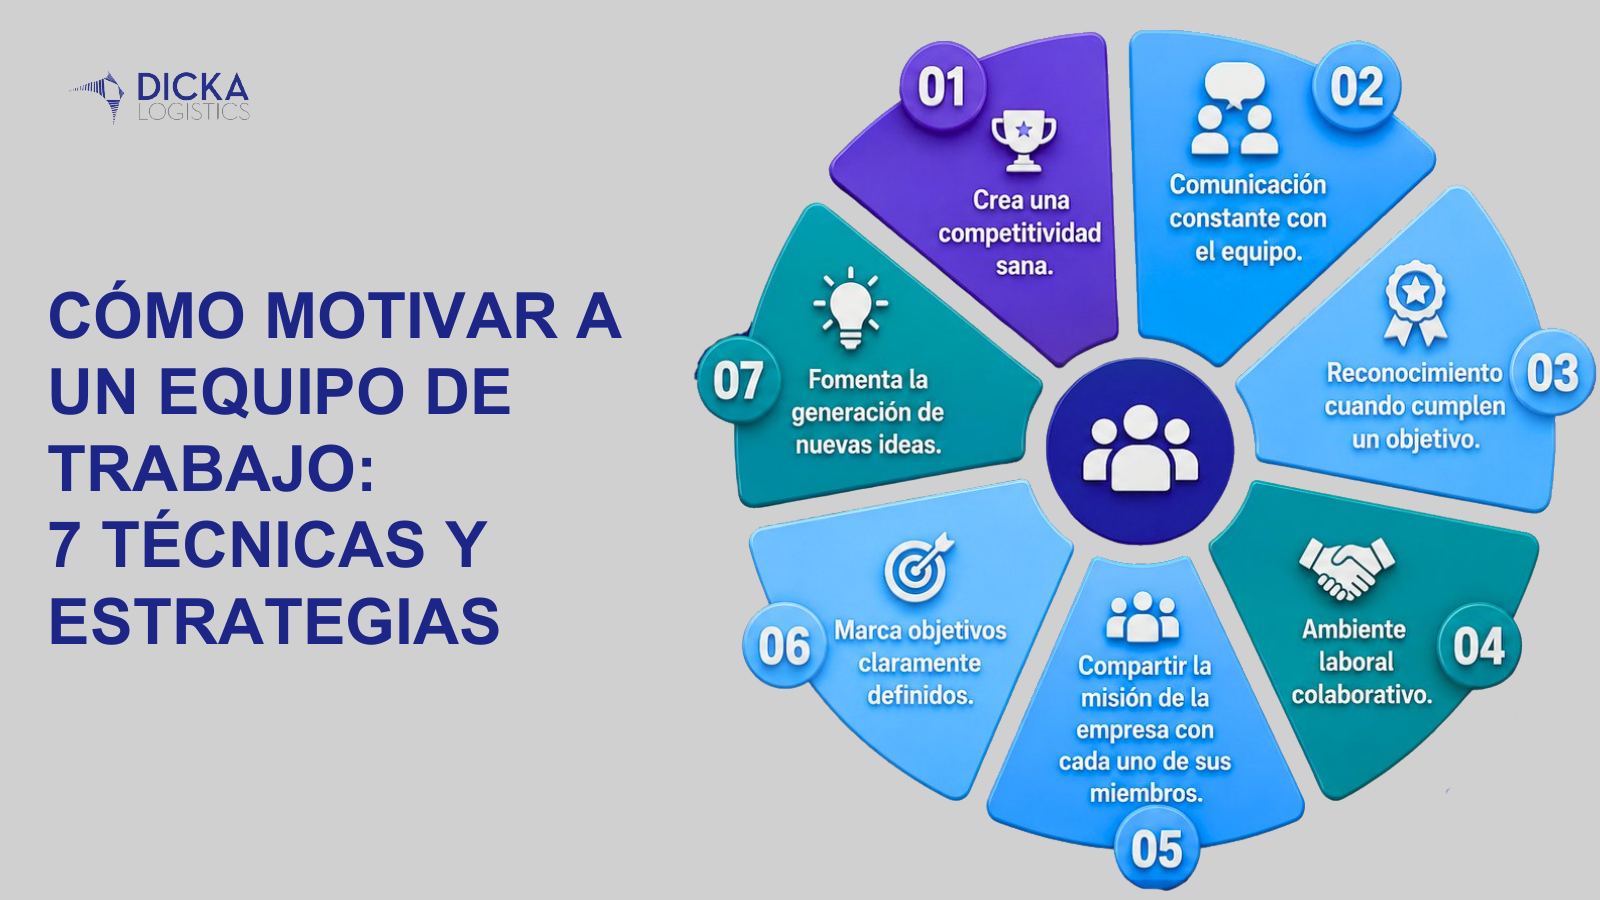 DICKA
LOGISTICS
CÓMO MOTIVAR A
UN EQUIPO DE
TRABAJO:
7 TÉCNICAS Y
ESTRATEGIAS
01
Crea una
competitividad
sana.
02
Comunicación
constante con
el equipo.
03
Reconocimiento
cuando cumplen
un objetivo.
04
Ambiente
laboral
colaborativo.
05
Compartir la
misión de la
empresa con
cada uno de sus
miembros.
06
Marca objetivos
claramente
definidos.
07
Fomenta la
generación de
nuevas ideas.